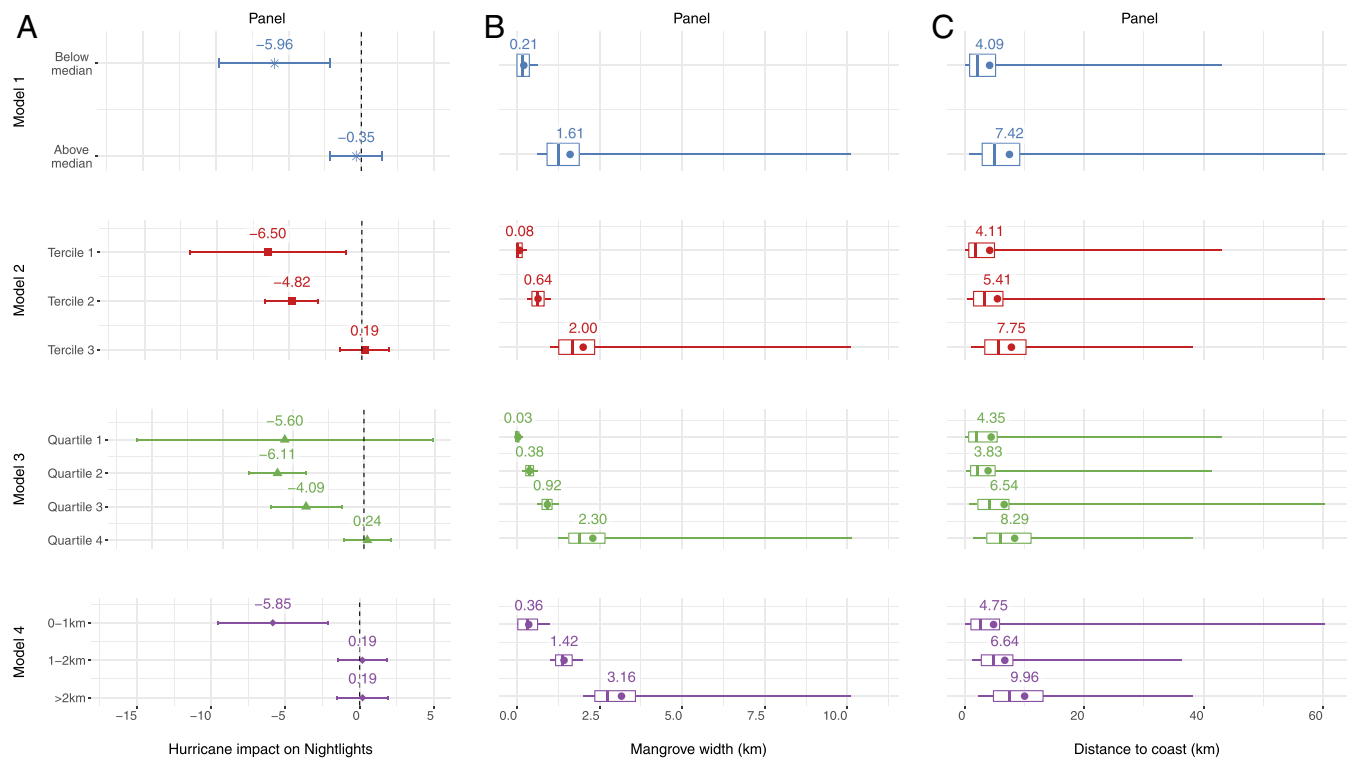 A
Panel
B
Panel
C
Panel
Model 1
Below
median
−5.96
0.21
4.09
Above
median
−0.35
1.61
7.42
Model 2
Tercile 1
−6.50
0.08
4.11
Tercile 2
−4.82
0.64
5.41
Tercile 3
0.19
2.00
7.75
Model 3
Quartile 1
−5.60
0.03
4.35
Quartile 2
−6.11
0.38
3.83
Quartile 3
−4.09
0.92
6.54
Quartile 4
0.24
2.30
8.29
Model 4
0−1km
−5.85
0.36
4.75
1−2km
0.19
1.42
6.64
>2km
0.19
3.16
9.96
−15 −10 −5 0 5
0.0 2.5 5.0 7.5 10.0
0 20 40 60
Hurricane impact on Nightlights
Mangrove width (km)
Distance to coast (km)